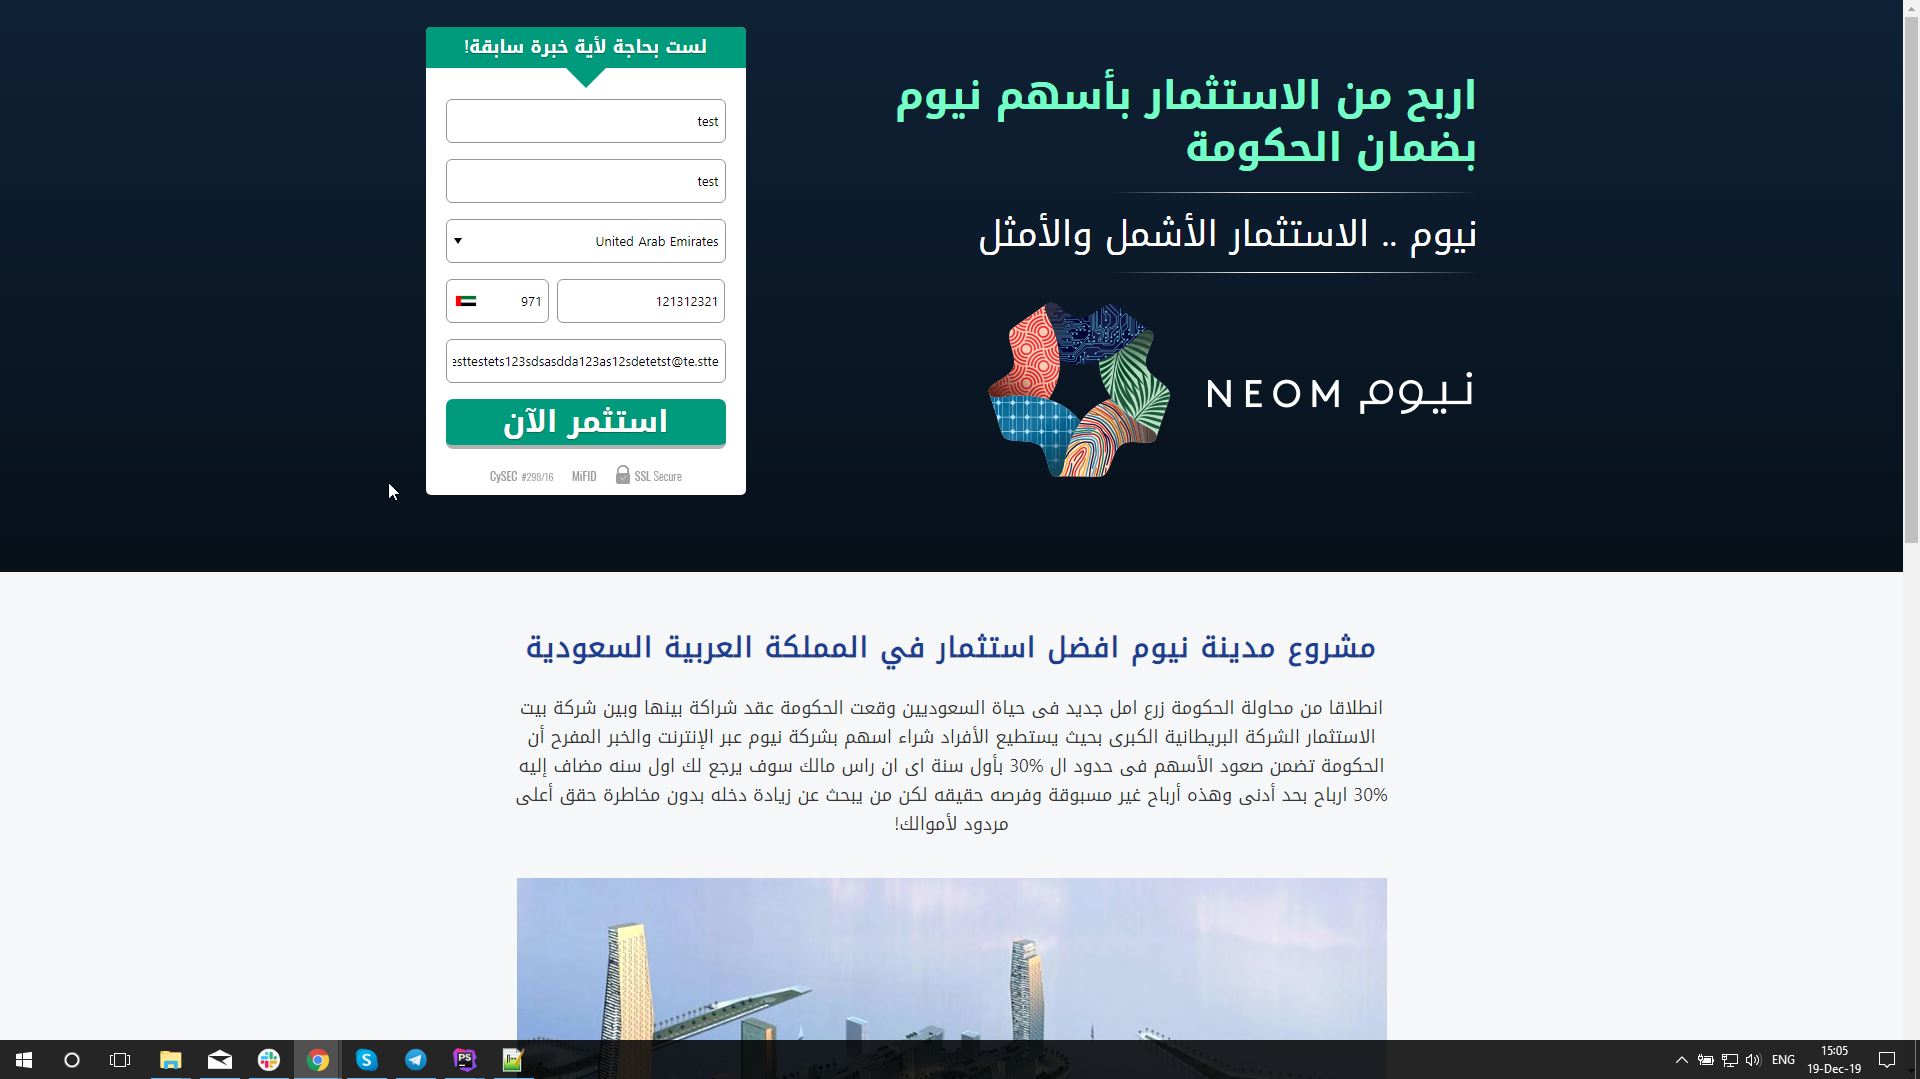 لست بحاجة لأية خبرة سابقة!
test
test
United Arab Emirates
971
121312321
esttestets123sdsasdda123as12sdetetst@te.stte
استثمر الآن
CySEC #298/16 MiFID SSL Secure
اربح من الاستثمار بأسهم نيوم
بضمان الحكومة
نيوم .. الاستثمار الأشمل والأمثل
NEOM نيوم
مشروع مدينة نيوم افضل استثمار في المملكة العربية السعودية
انطلاقا من محاولة الحكومة زرع امل جديد فى حياة السعوديين وقعت الحكومة عقد شراكة بينها وبين شركة بيت
الاستثمار الشركة البريطانية الكبرى بحيث يستطيع الأفراد شراء اسهم بشركة نيوم عبر الإنترنت والخبر المفرح أن
الحكومة تضمن صعود الأسهم فى حدود ال 30% بأول سنة اى ان راس مالك سوف يرجع لك اول سنه مضاف إليه
30% ارباح بحد أدنى وهذه أرباح غير مسبوقة وفرصه حقيقه لكن من يبحث عن زيادة دخله بدون مخاطرة حقق أعلى
مردود لأموالك!
ENG
15:05
19-Dec-19